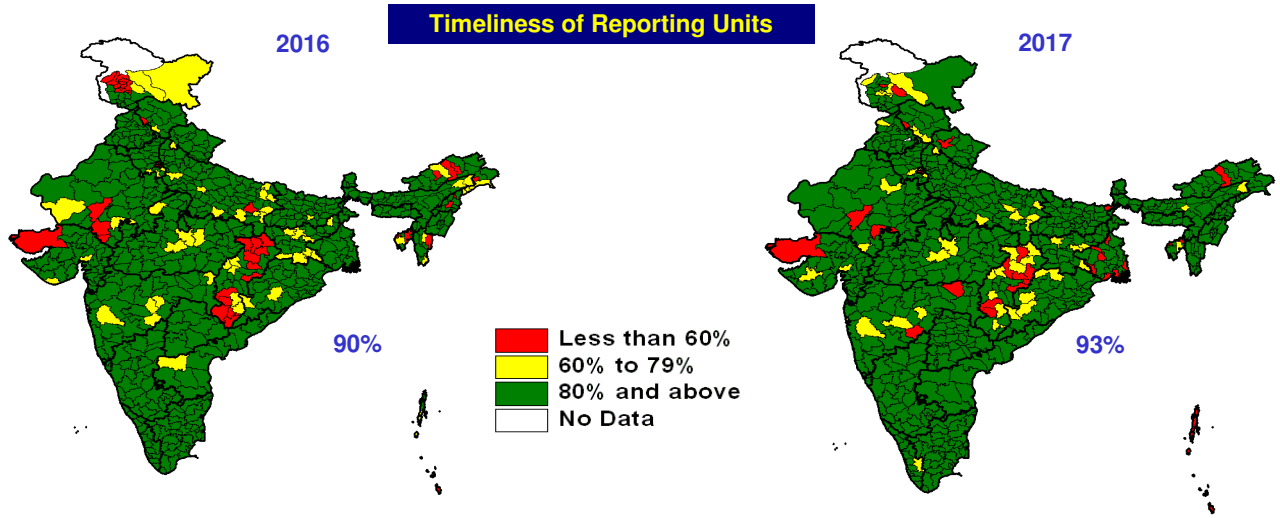 Timeliness of Reporting Units
2016
2017
90%
93%
Less than 60%
60% to 79%
80% and above
No Data